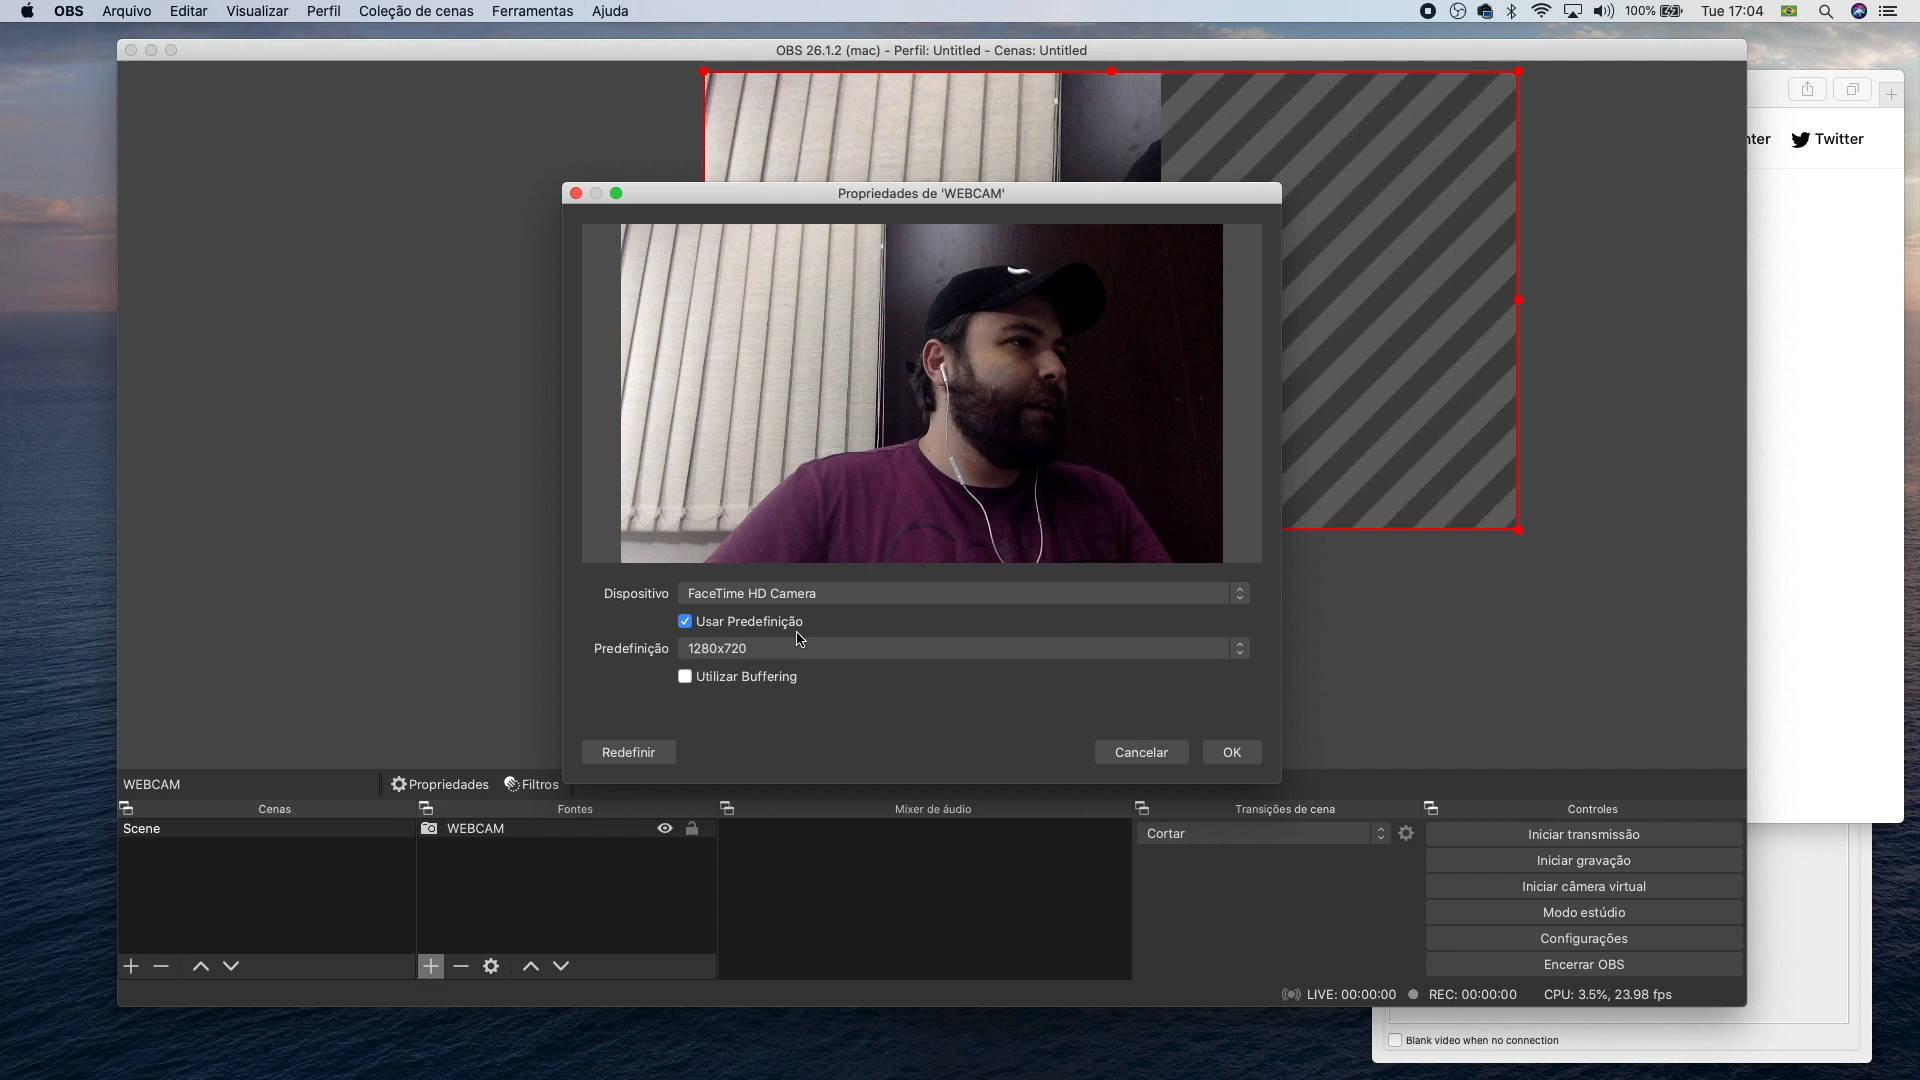 OBS Arquivo Editar Visualizar Perfil Coleção de cenas Ferramentas Ajuda 100% Tue 17:04
OBS 26.1.2 (mac) - Perfil: Untitled - Cenas: Untitled
nter Twitter
Propriedades de 'WEBCAM'
Dispositivo FaceTime HD Camera
Usar Predefinição
Predefinição 1280x720
Utilizar Buffering
Redefinir Cancelar OK
WEBCAM Propriedades Filtros
Cenas Fontes Mixer de áudio Transições de cena Controles
Scene WEBCAM Cortar Iniciar transmissão
Iniciar gravação
Iniciar câmera virtual
Modo estúdio
Configurações
Encerrar OBS
LIVE: 00:00:00 REC: 00:00:00 CPU: 3.5%, 23.98 fps
Blank video when no connection